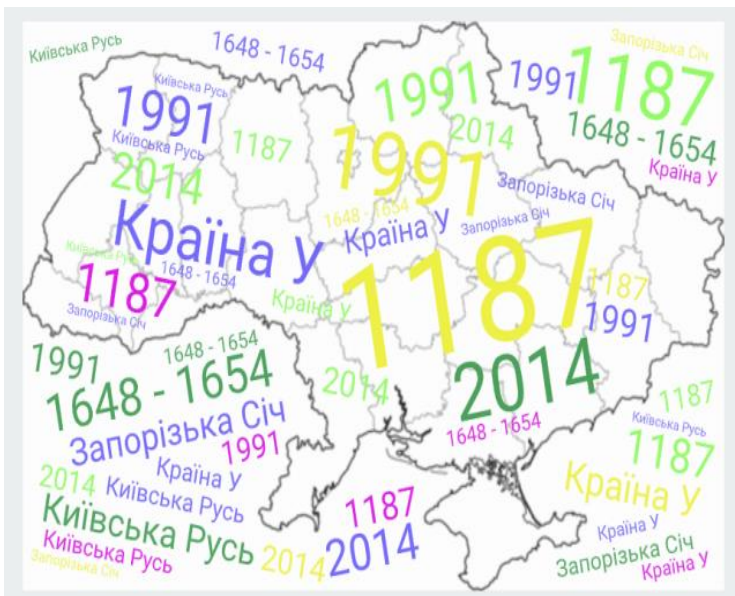 Київська Русь
1648 - 1654
Запорізька Січ
1991
1991
1187
Київська Русь
1991
1187
2014
1648 - 1654
Київська Русь
1991
Країна У
2014
Запорізька Січ
1648 - 1654
Країна У
Запорізька Січ
Країна У
1187
Київська Русь
1648 - 1654
1187
1187
Країна У
Запорізька Січ
1991
1991
1648 - 1654
2014
2014
1648 - 1654
1187
Запорізька Січ
1991
1648 - 1654
Київська Русь
1187
Країна У
2014
Київська Русь
Країна У
1187
Київська Русь
2014
Країна У
Київська Русь
2014
Запорізька Січ
Країна У
Запорізька Січ